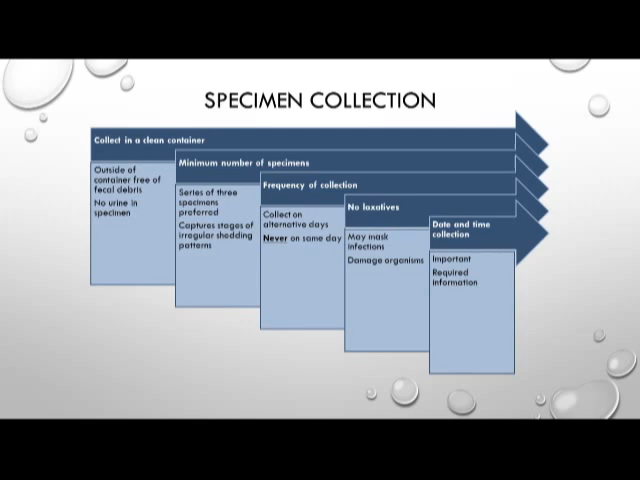 SPECIMEN COLLECTION
Collect in a clean container
Outside of
container free of
fecal debris
No urine in
specimen
Minimum number of specimens
Series of three
specimens
preferred
Captures stages of
irregular shedding
patterns
Frequency of collection
Collect on
alternative days
Never on same day
No laxatives
May mask
infections
Damage organisms
Date and time
collection
Important
Required
information